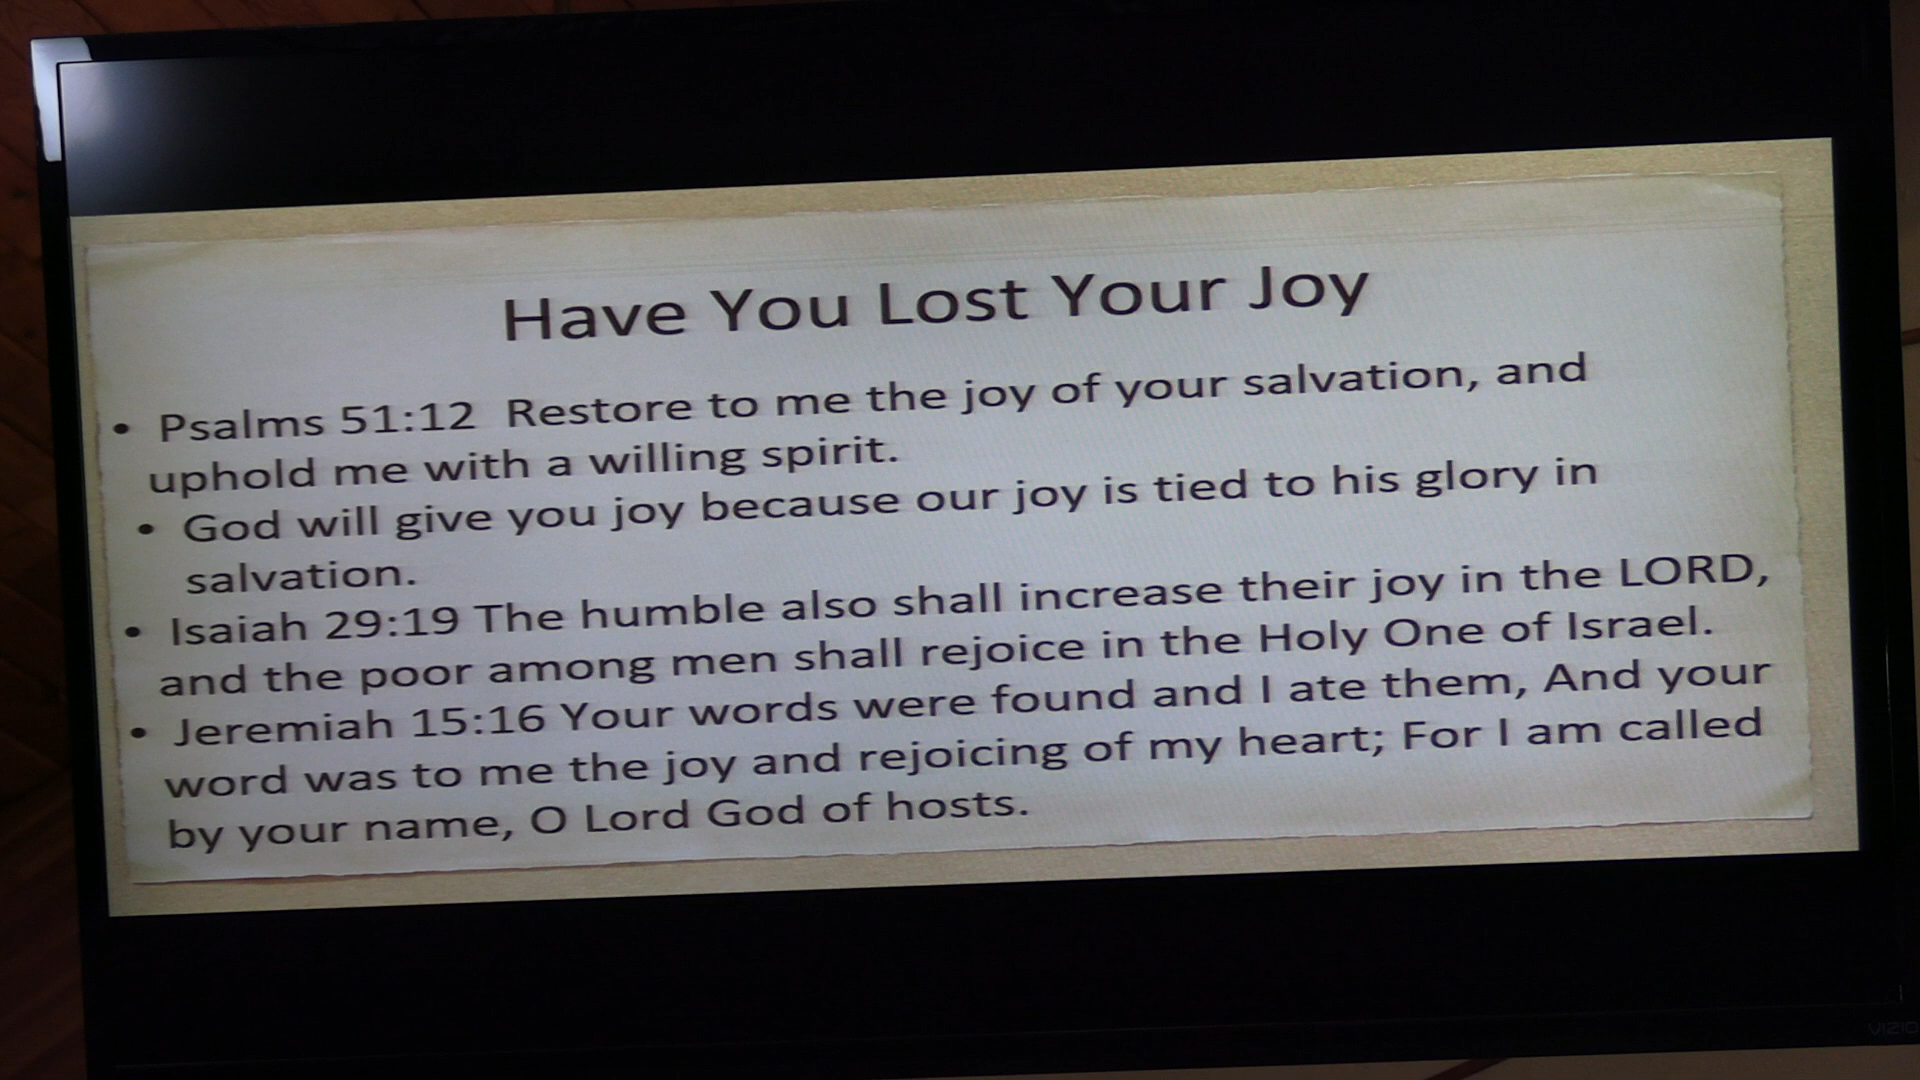 Have You Lost Your Joy
• Psalms 51:12 Restore to me the joy of your salvation, and
uphold me with a willing spirit.
• God will give you joy because our joy is tied to his glory in
salvation.
• Isaiah 29:19 The humble also shall increase their joy in the LORD,
and the poor among men shall rejoice in the Holy One of Israel.
• Jeremiah 15:16 Your words were found and I ate them, And your
word was to me the joy and rejoicing of my heart; For I am called
by your name, O Lord God of hosts.
VIZIO